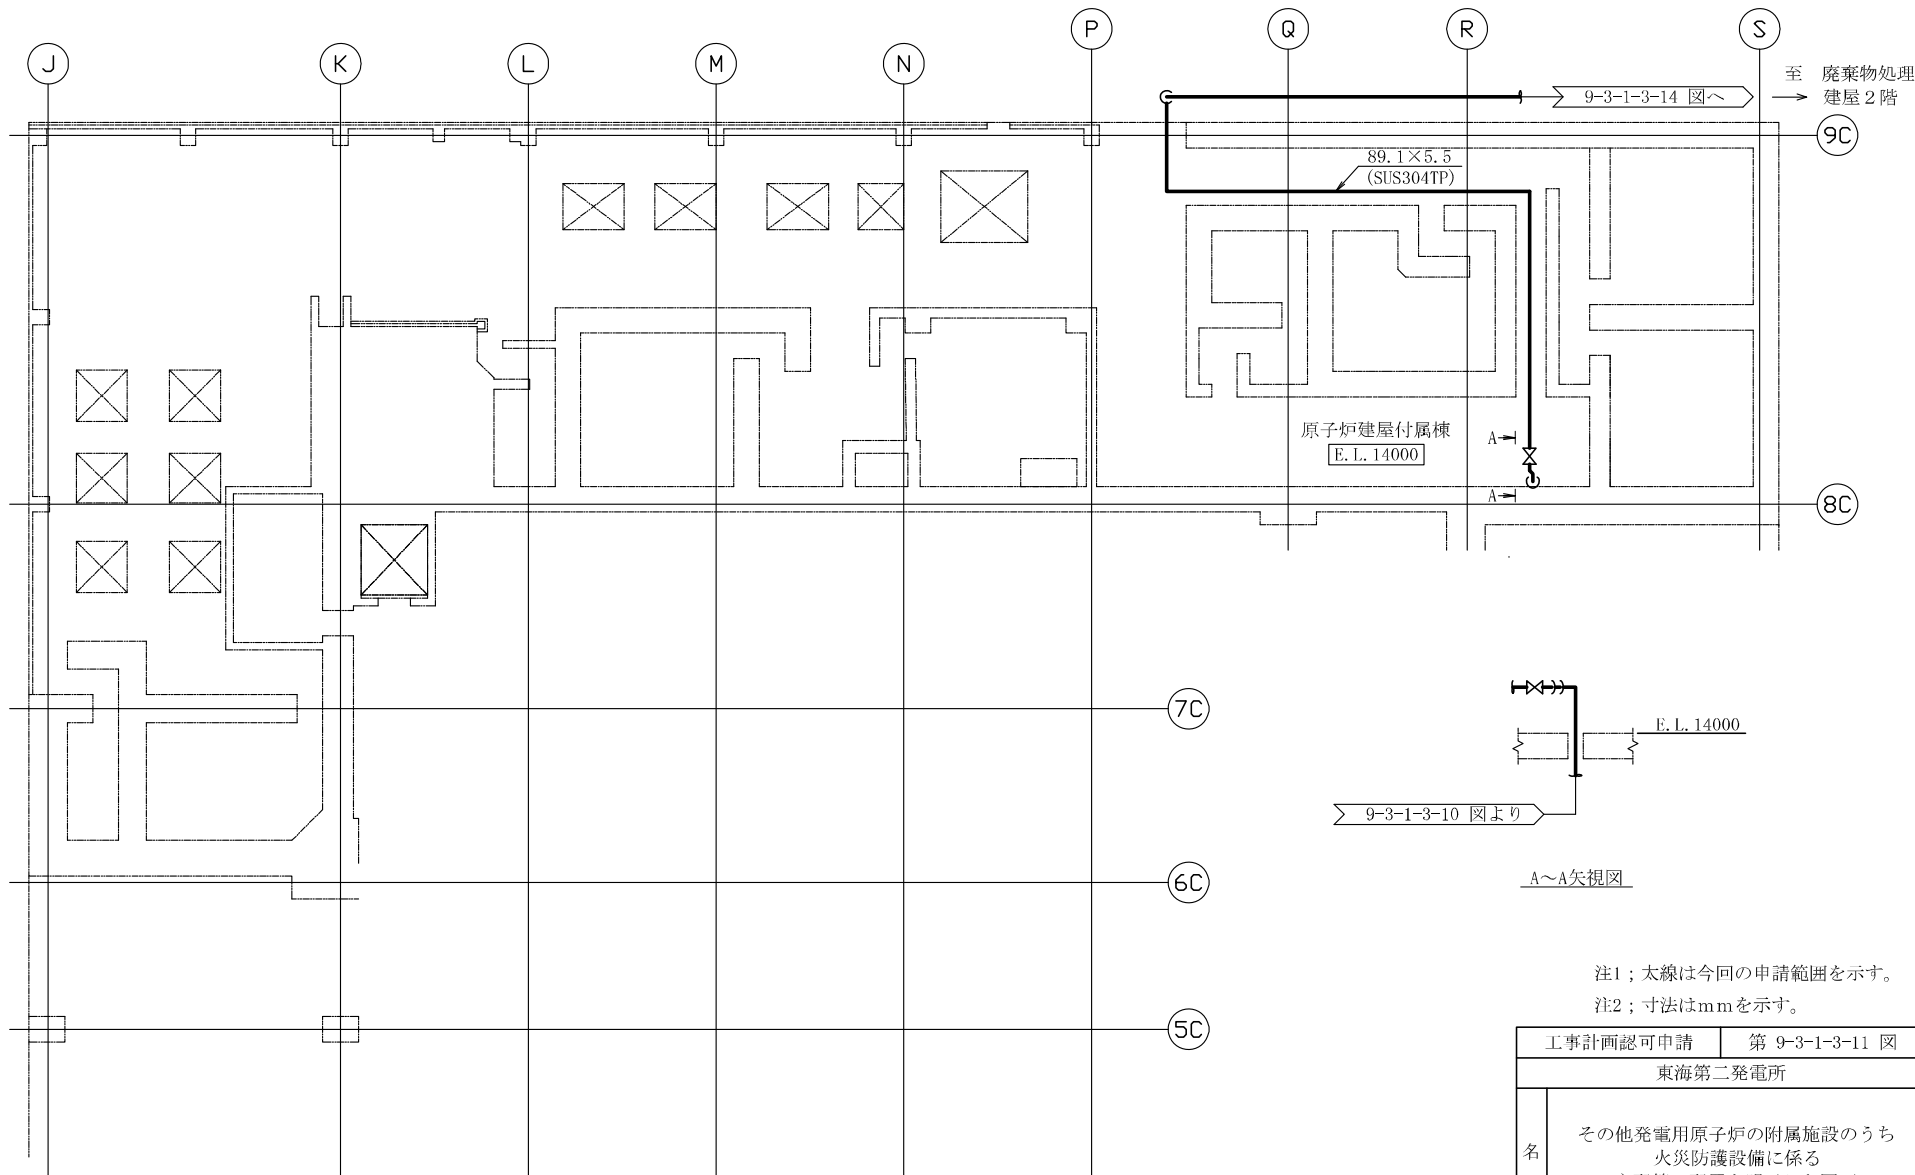 J
K
L
M
N
P
Q
R
S
至 廃棄物処理
建屋2階
9-3-1-3-14 図へ
9C
89.1×5.5
(SUS304TP)
原子炉建屋付属棟
E.L.14000
A
A
8C
7C
E.L.14000
9-3-1-3-10 図より
A～A矢視図
6C
5C
注1；太線は今回の申請範囲を示す。
注2；寸法はmmを示す。
工事計画認可申請 第 9-3-1-3-11 図
東海第二発電所
名
その他発電用原子炉の附属施設のうち
火災防護設備に係る